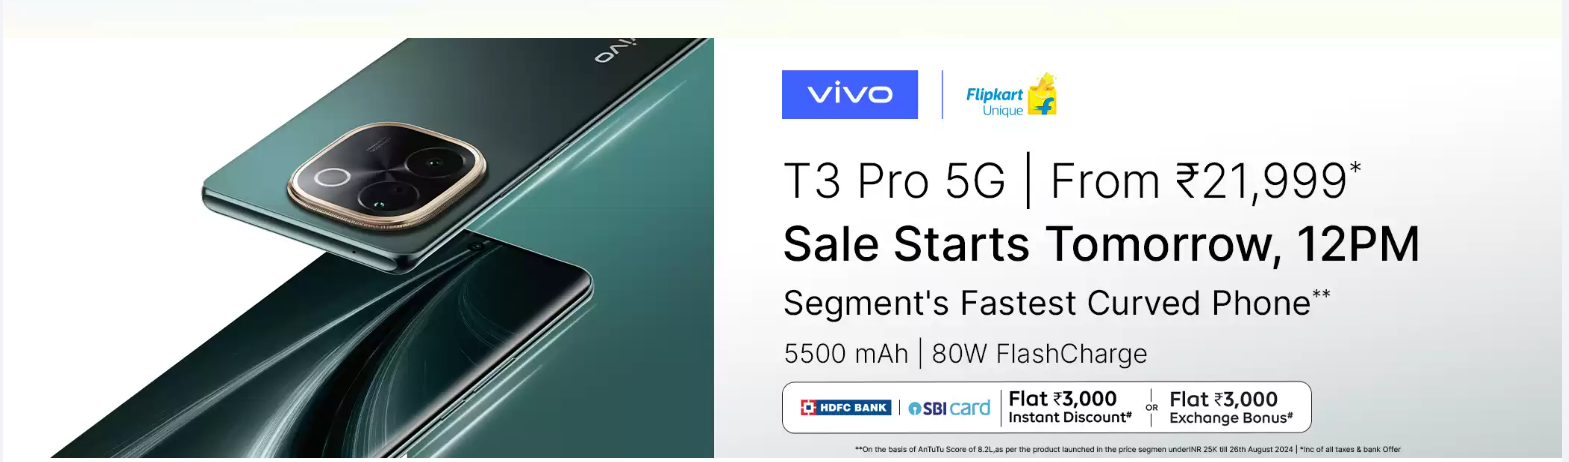 vivo
vivo
Flipkart
Unique
T3 Pro 5G | From ₹21,999*
Sale Starts Tomorrow, 12PM
Segment's Fastest Curved Phone**
5500 mAh | 80W FlashCharge
HDFC BANK | SBI card | Flat ₹3,000 Instant Discount# OR Flat ₹3,000 Exchange Bonus#
**On the basis of AnTuTu Score of 8.2L,as per the product launched in the price segmen underINR 25K till 26th August 2024 | *Inc of all taxes & bank Offer